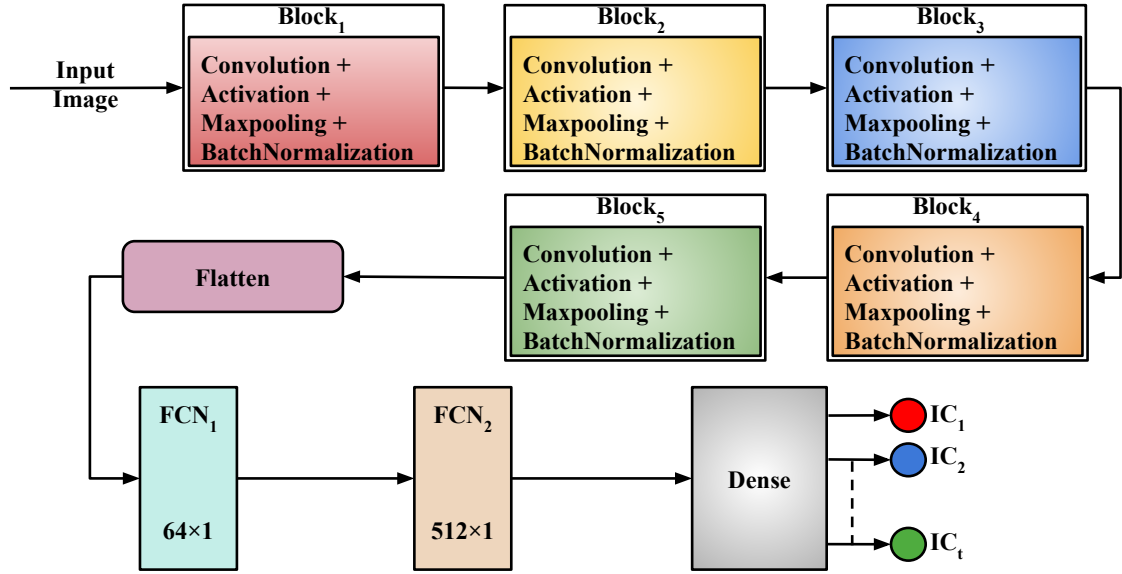 Input
Image
Block₁
Convolution +
Activation +
Maxpooling +
BatchNormalization
Block₂
Convolution +
Activation +
Maxpooling +
BatchNormalization
Block₃
Convolution +
Activation +
Maxpooling +
BatchNormalization
Block₄
Convolution +
Activation +
Maxpooling +
BatchNormalization
Block₅
Convolution +
Activation +
Maxpooling +
BatchNormalization
Flatten
FCN₁
64×1
FCN₂
512×1
Dense
IC₁
IC₂
ICₜ